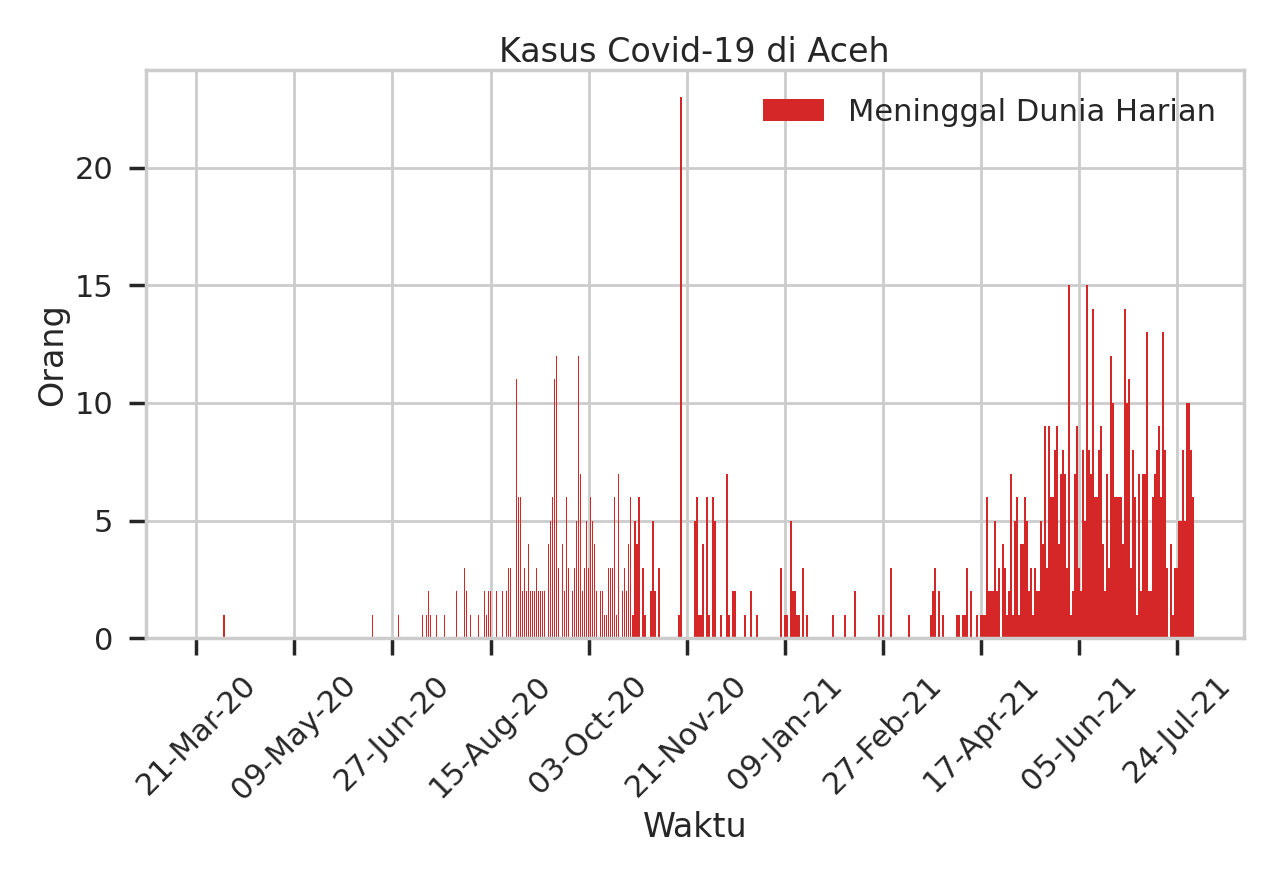 Kasus Covid-19 di Aceh
Meninggal Dunia Harian
Orang
20
15
10
5
0
21-Mar-20
09-May-20
27-Jun-20
15-Aug-20
03-Oct-20
21-Nov-20
09-Jan-21
27-Feb-21
17-Apr-21
05-Jun-21
24-Jul-21
Waktu